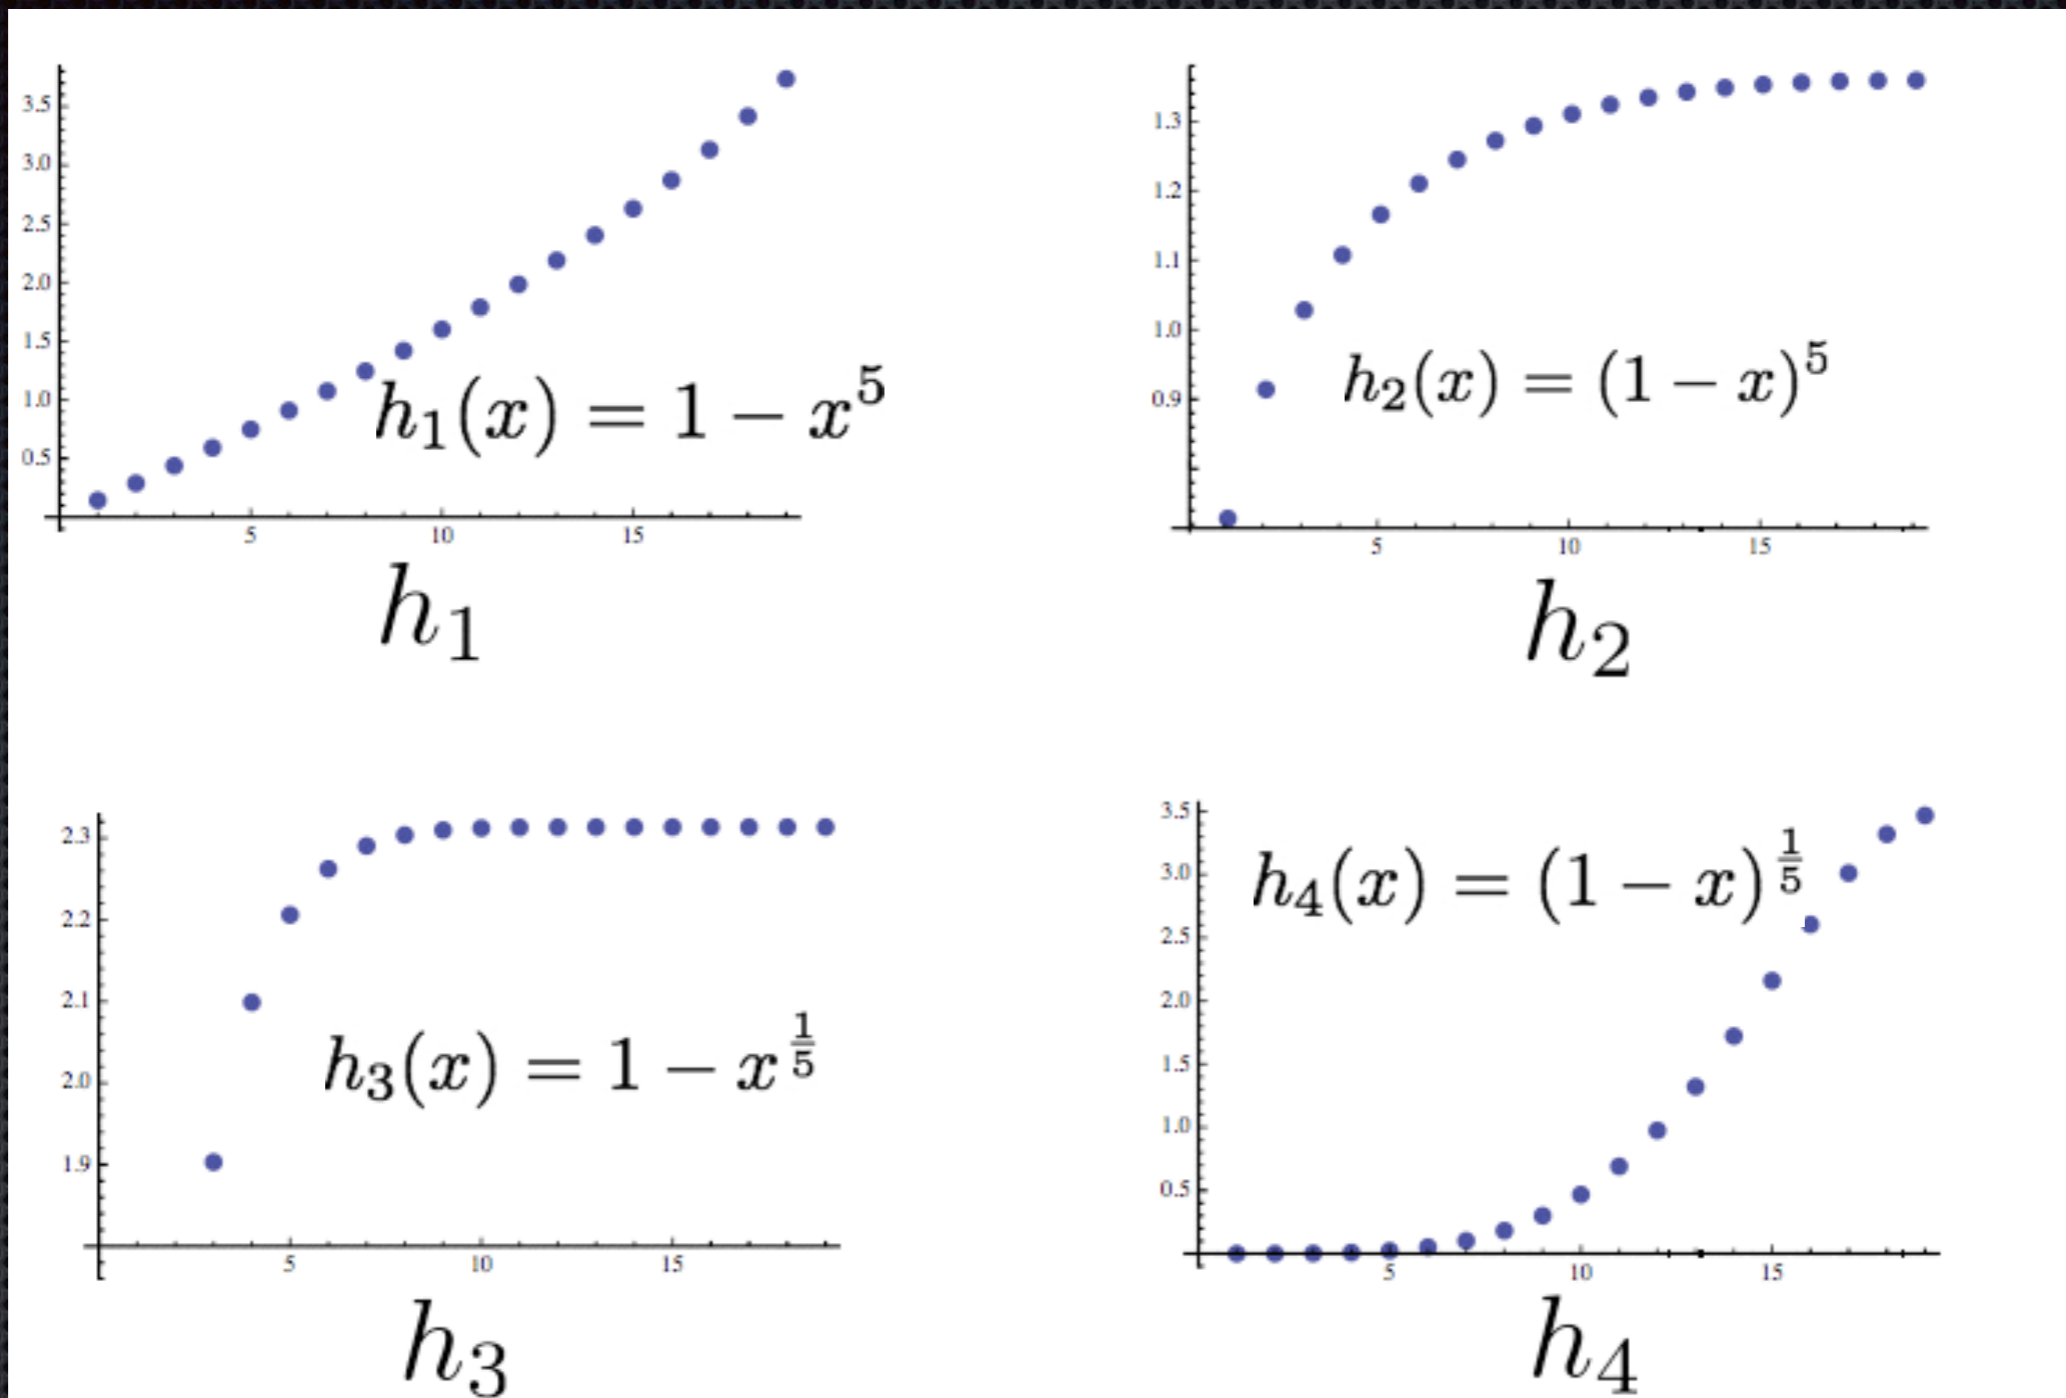 3.5
3.0
2.5
2.0
1.5
1.0
0.5
5 10 15
h₁(x) = 1 − x⁵
h₁
1.3
1.2
1.1
1.0
0.9
5 10 15
h₂(x) = (1 − x)⁵
h₂
2.3
2.2
2.1
2.0
1.9
5 10 15
h₃(x) = 1 − x^{1/5}
h₃
3.5
3.0
2.5
2.0
1.5
1.0
0.5
5 10 15
h₄(x) = (1 − x)^{1/5}
h₄